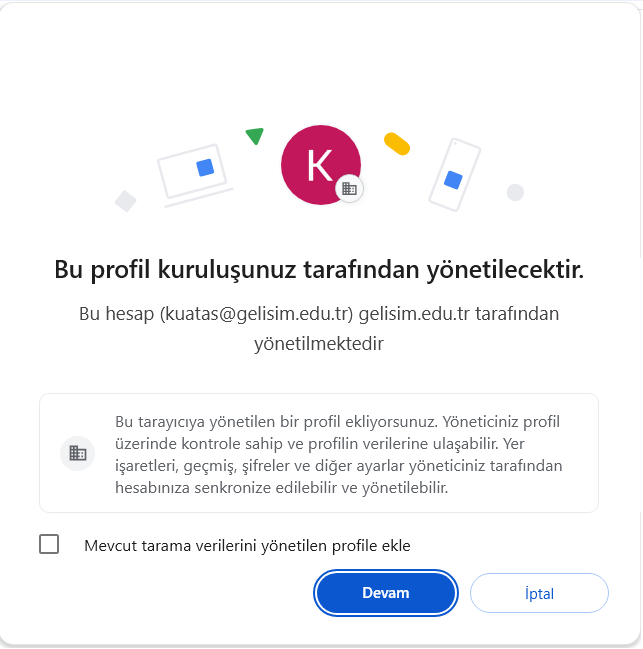 K
Bu profil kuruluşunuz tarafından yönetilecektir.
Bu hesap (kuatas@gelisim.edu.tr) gelisim.edu.tr tarafından
yönetilmektedir
Bu tarayıcıya yönetilen bir profil ekliyorsunuz. Yöneticiniz profil
üzerinde kontrole sahip ve profilin verilerine ulaşabilir. Yer
işaretleri, geçmiş, şifreler ve diğer ayarlar yöneticiniz tarafından
hesabınıza senkronize edilebilir ve yönetilebilir.
Mevcut tarama verilerini yönetilen profile ekle
Devam
İptal